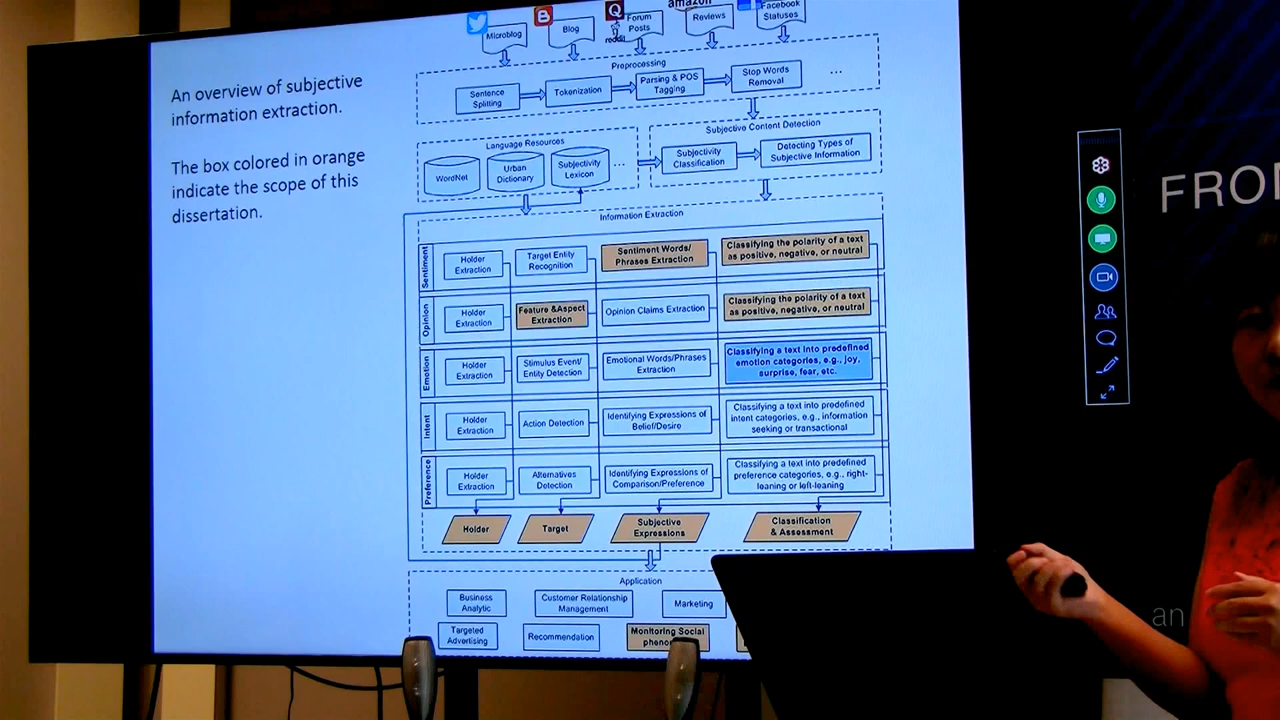 amazon
Microblog
Blog
Forum
Posts
reddit
Reviews
Facebook
Statuses
An overview of subjective
information extraction.
The box colored in orange
indicate the scope of this
dissertation.
Preprocessing
Sentence
Splitting
Tokenization
Parsing & POS
Tagging
Stop Words
Removal
...
Language Resources
WordNet
Urban
Dictionary
Subjectivity
Lexicon
...
Subjective Content Detection
Subjectivity
Classification
Detecting Types of
Subjective Information
Information Extraction
Sentiment
Holder
Extraction
Target Entity
Recognition
Sentiment Words/
Phrases Extraction
Classifying the polarity of a text
as positive, negative, or neutral
Opinion
Holder
Extraction
Feature &Aspect
Extraction
Opinion Claims Extraction
Classifying the polarity of a text
as positive, negative, or neutral
Emotion
Holder
Extraction
Stimulus Event/
Entity Detection
Emotional Words/Phrases
Extraction
Classifying a text into predefined
emotion categories, e.g., joy,
surprise, fear, etc.
Intent
Holder
Extraction
Action Detection
Identifying Expressions of
Belief/Desire
Classifying a text into predefined
intent categories, e.g., information
seeking or transactional
Preference
Holder
Extraction
Alternatives
Detection
Identifying Expressions of
Comparison/Preference
Classifying a text into predefined
preference categories, e.g., right-
leaning or left-leaning
Holder
Target
Subjective
Expressions
Classification
& Assessment
Application
Business
Analytic
Customer Relationship
Management
Marketing
Targeted
Advertising
Recommendation
Monitoring Social
FRO
an